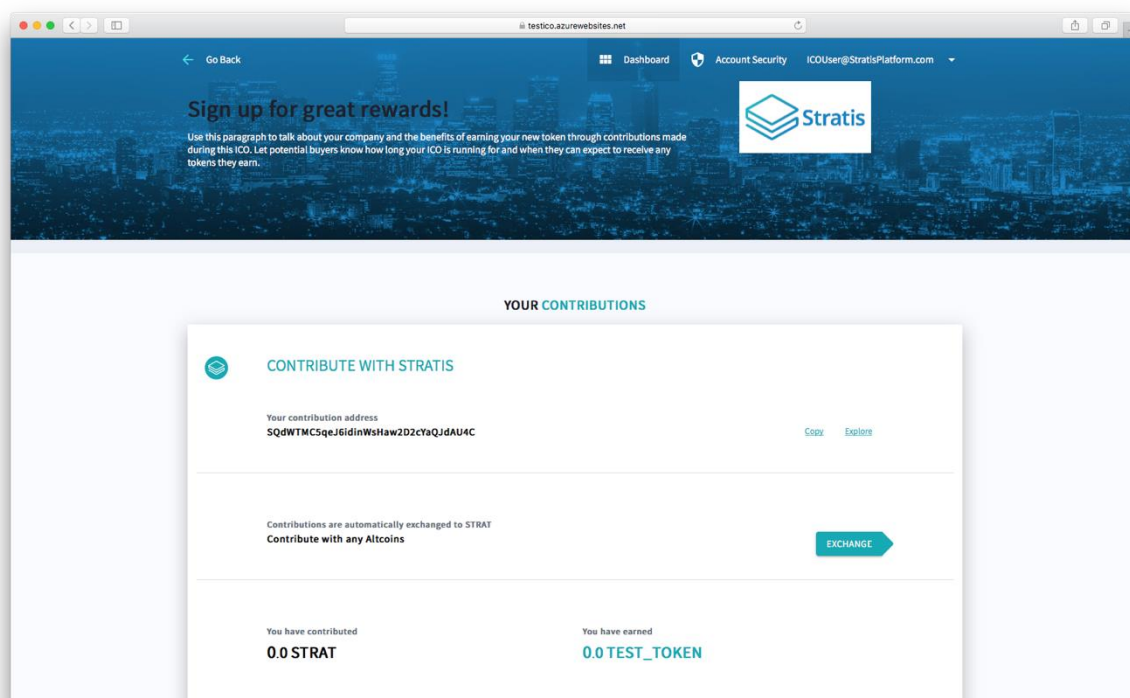 testico.azurewebsites.net
Go Back
Dashboard
Account Security
ICOUser@StratisPlatform.com
Sign up for great rewards!
Stratis
Use this paragraph to talk about your company and the benefits of earning your new token through contributions made
during this ICO. Let potential buyers know how long your ICO is running for and when they can expect to receive any
tokens they earn.
YOUR CONTRIBUTIONS
CONTRIBUTE WITH STRATIS
Your contribution address
SQdWTMC5qeJ6idinWsHaw2D2cYaQJdAU4C
Copy
Explore
Contributions are automatically exchanged to STRAT
Contribute with any Altcoins
EXCHANGE
You have contributed
0.0 STRAT
You have earned
0.0 TEST_TOKEN